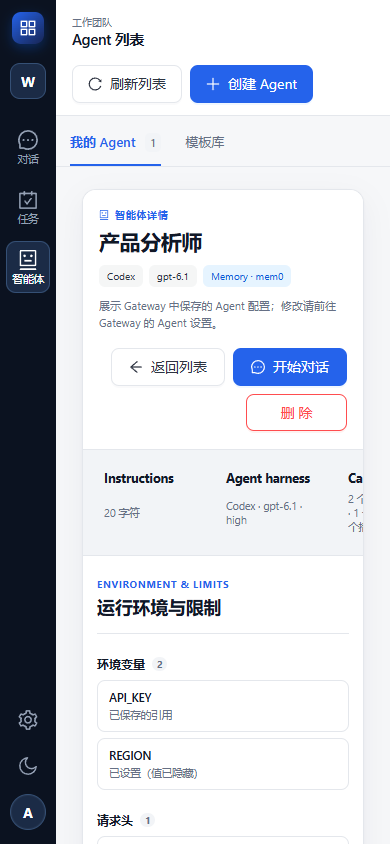 工作团队
Agent 列表
刷新列表
创建 Agent
W
对话
任务
智能体
我的 Agent 1
模板库
智能体详情
产品分析师
Codex
gpt-6.1
Memory · mem0
展示 Gateway 中保存的 Agent 配置；修改请前往
Gateway 的 Agent 设置。
返回列表
开始对话
删 除
Instructions
20 字符
Agent harness
Codex · gpt-6.1 ·
high
Ca
2 个
· 1
ENVIRONMENT & LIMITS
运行环境与限制
环境变量 2
API_KEY
已保存的引用
REGION
已设置（值已隐藏）
请求头 1
A